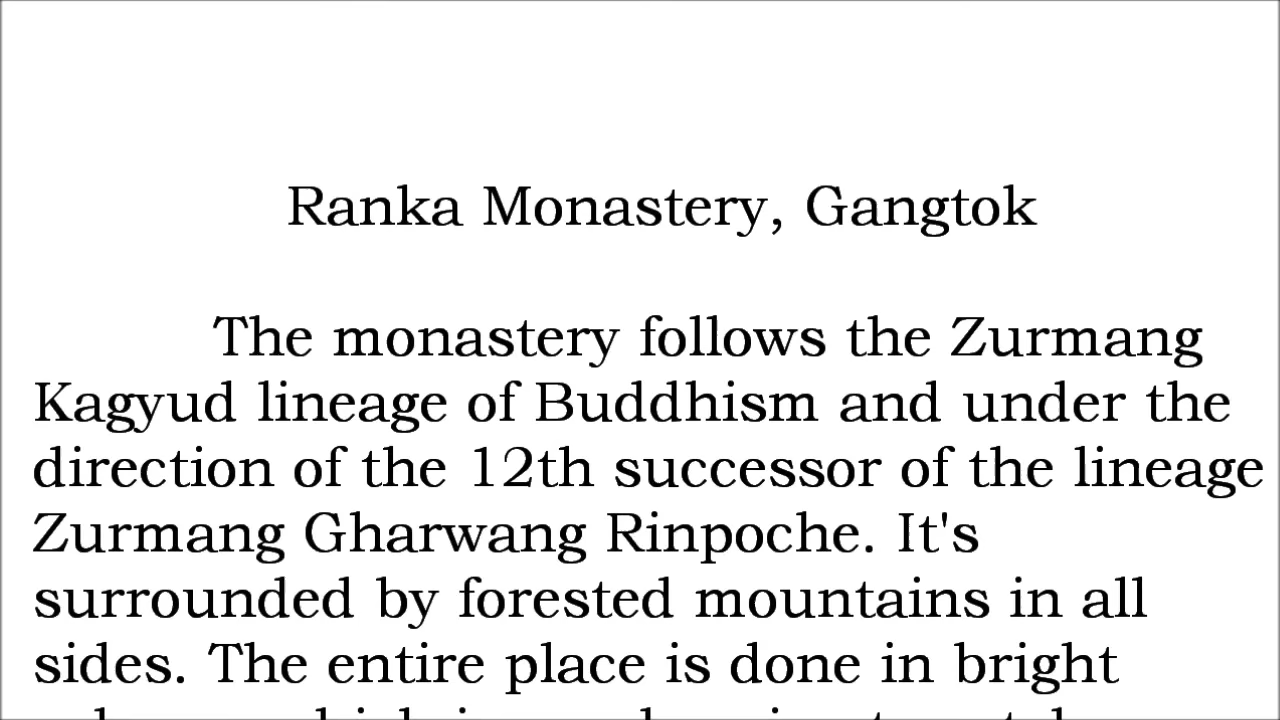 Ranka Monastery, Gangtok
The monastery follows the Zurmang
Kagyud lineage of Buddhism and under the
direction of the 12th successor of the lineage
Zurmang Gharwang Rinpoche. It's
surrounded by forested mountains in all
sides. The entire place is done in bright